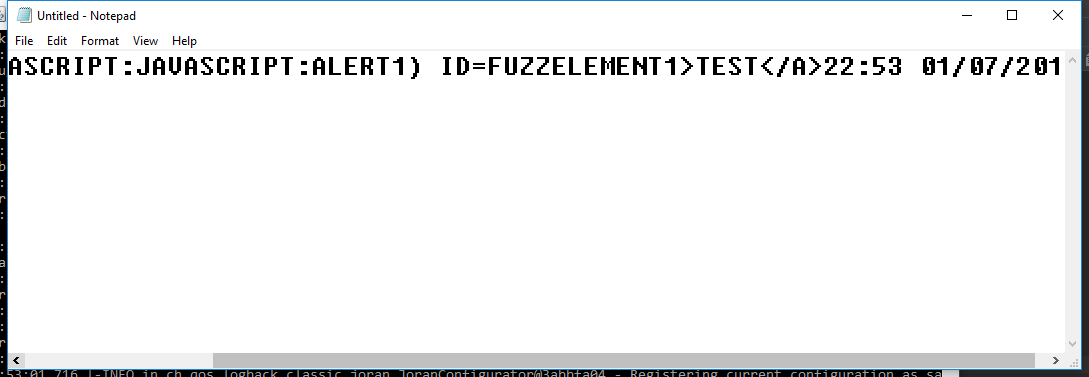 Untitled - Notepad
File Edit Format View Help
ASCRIPT:JAVASCRIPT:ALERT1) ID=FUZZELEMENT1>TEST</A>22:53 01/07/201
:53:01,716 |-INFO in ch.qos.logback.classic.joran.JoranConfigurator@3abbfa04 - Registering current configuration as sa